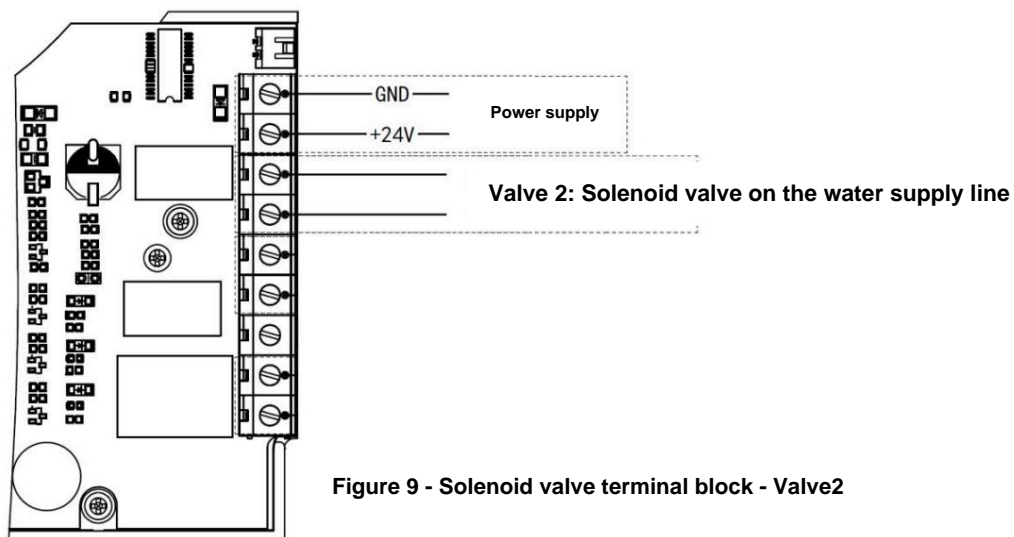 GND
Power supply
+24V
Valve 2: Solenoid valve on the water supply line
Figure 9 - Solenoid valve terminal block - Valve2